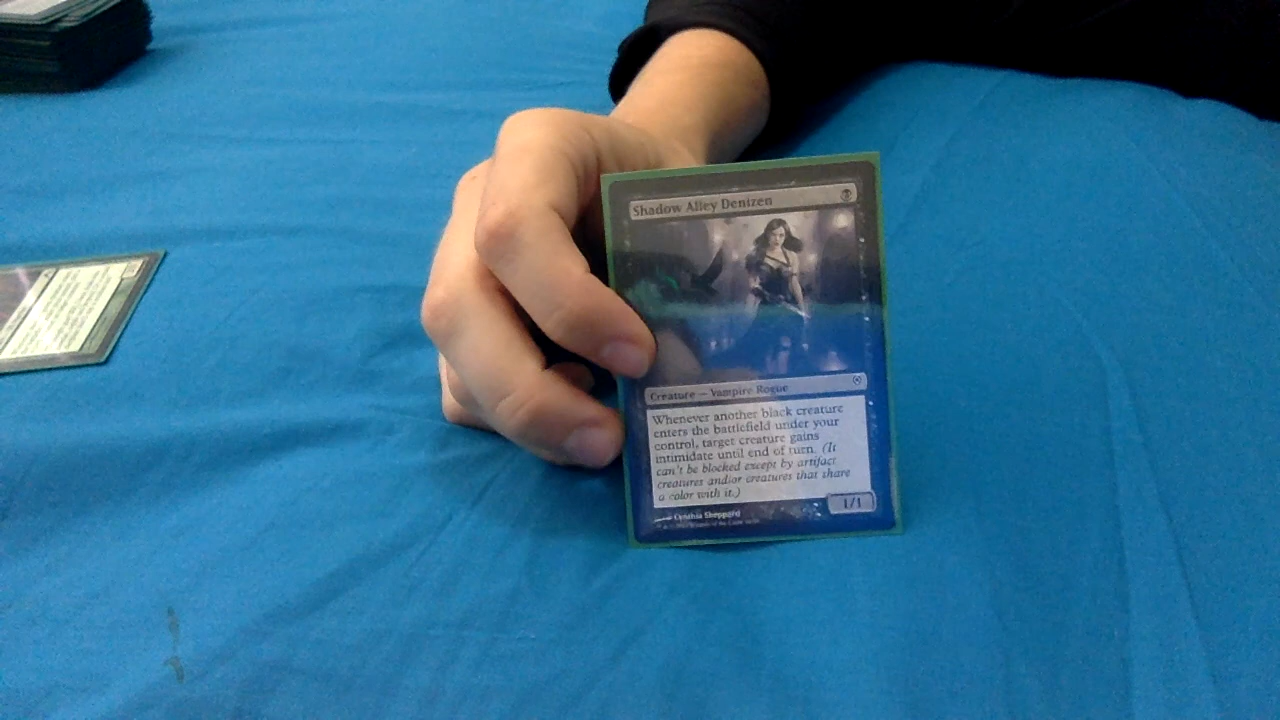 Shadow Alley Denizen
Creature — Vampire Rogue
Whenever another black creature
enters the battlefield under your
control, target creature gains
intimidate until end of turn. (It
can't be blocked except by artifact
creatures and/or creatures that share
a color with it.)
1/1
Cynthia Sheppard